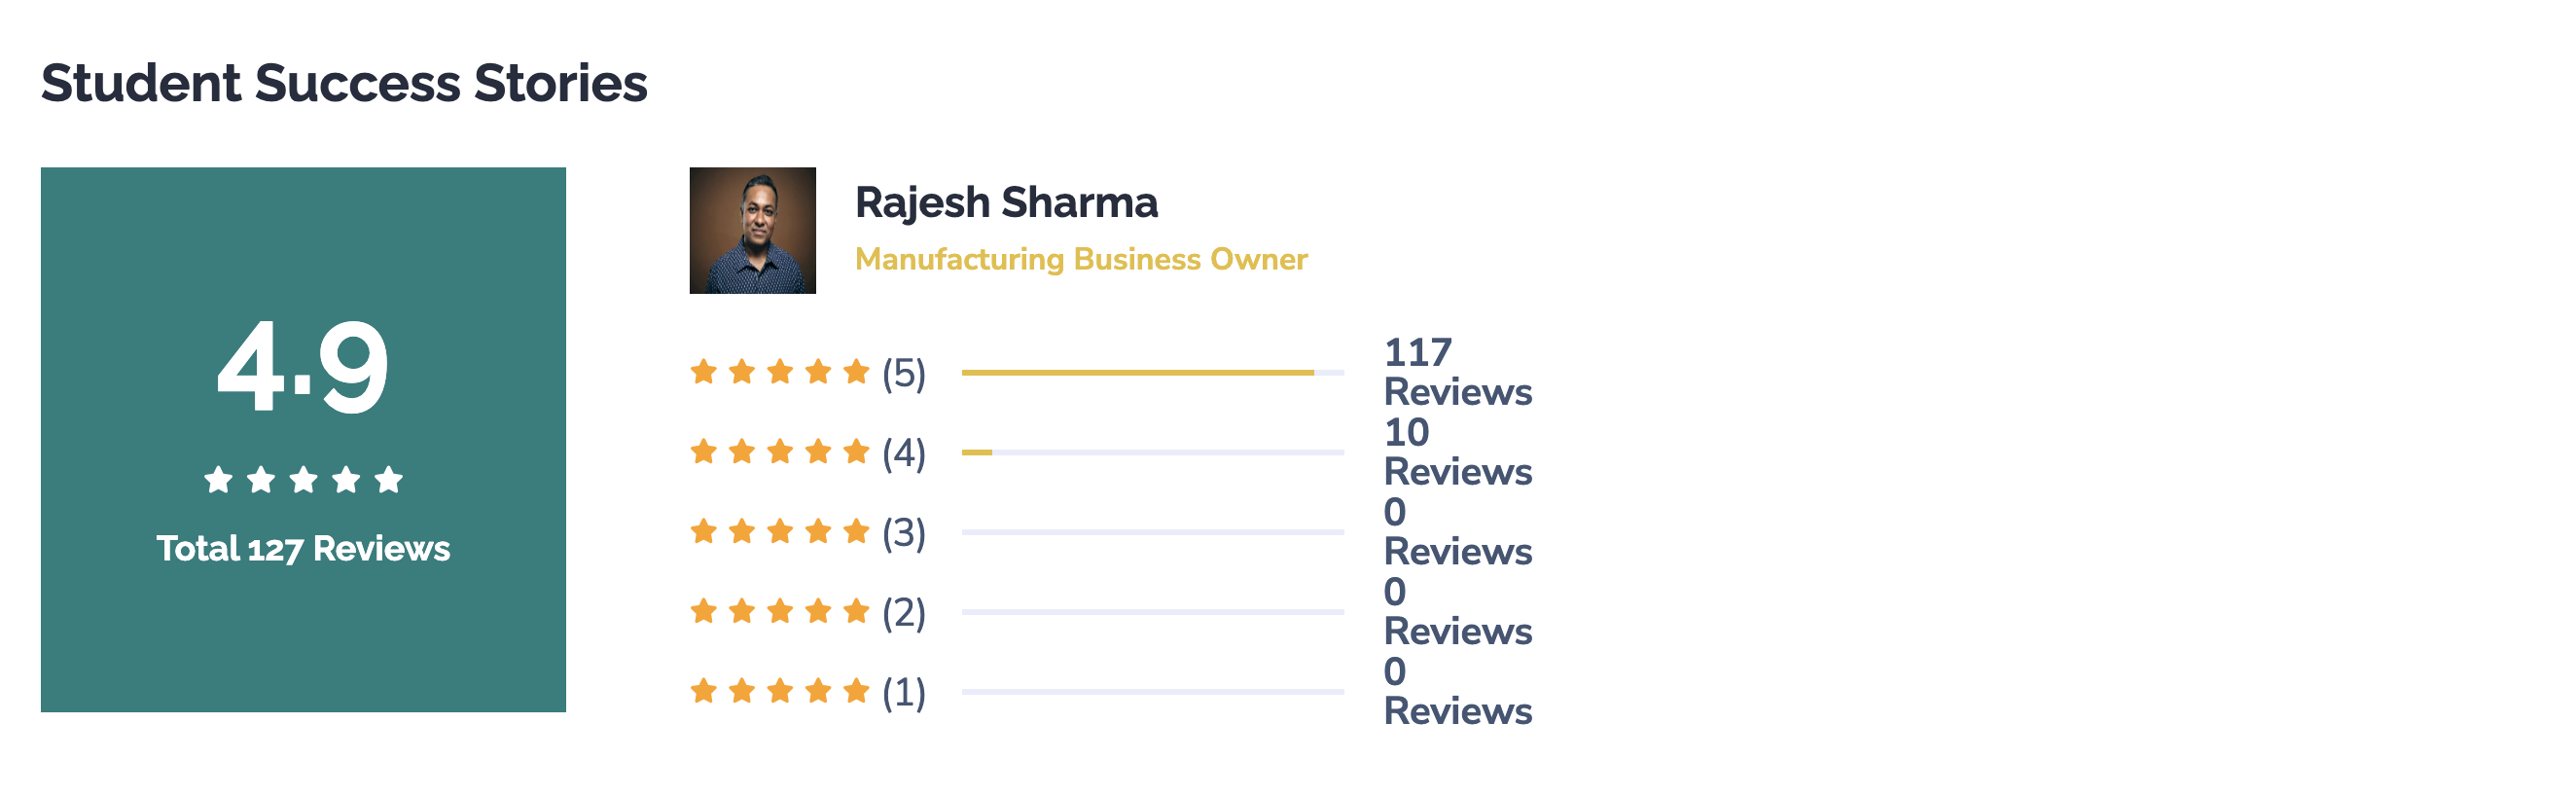 Student Success Stories
4.9
Total 127 Reviews
Rajesh Sharma
Manufacturing Business Owner
(5)
117
Reviews
(4)
10
Reviews
(3)
0
Reviews
(2)
0
Reviews
(1)
0
Reviews